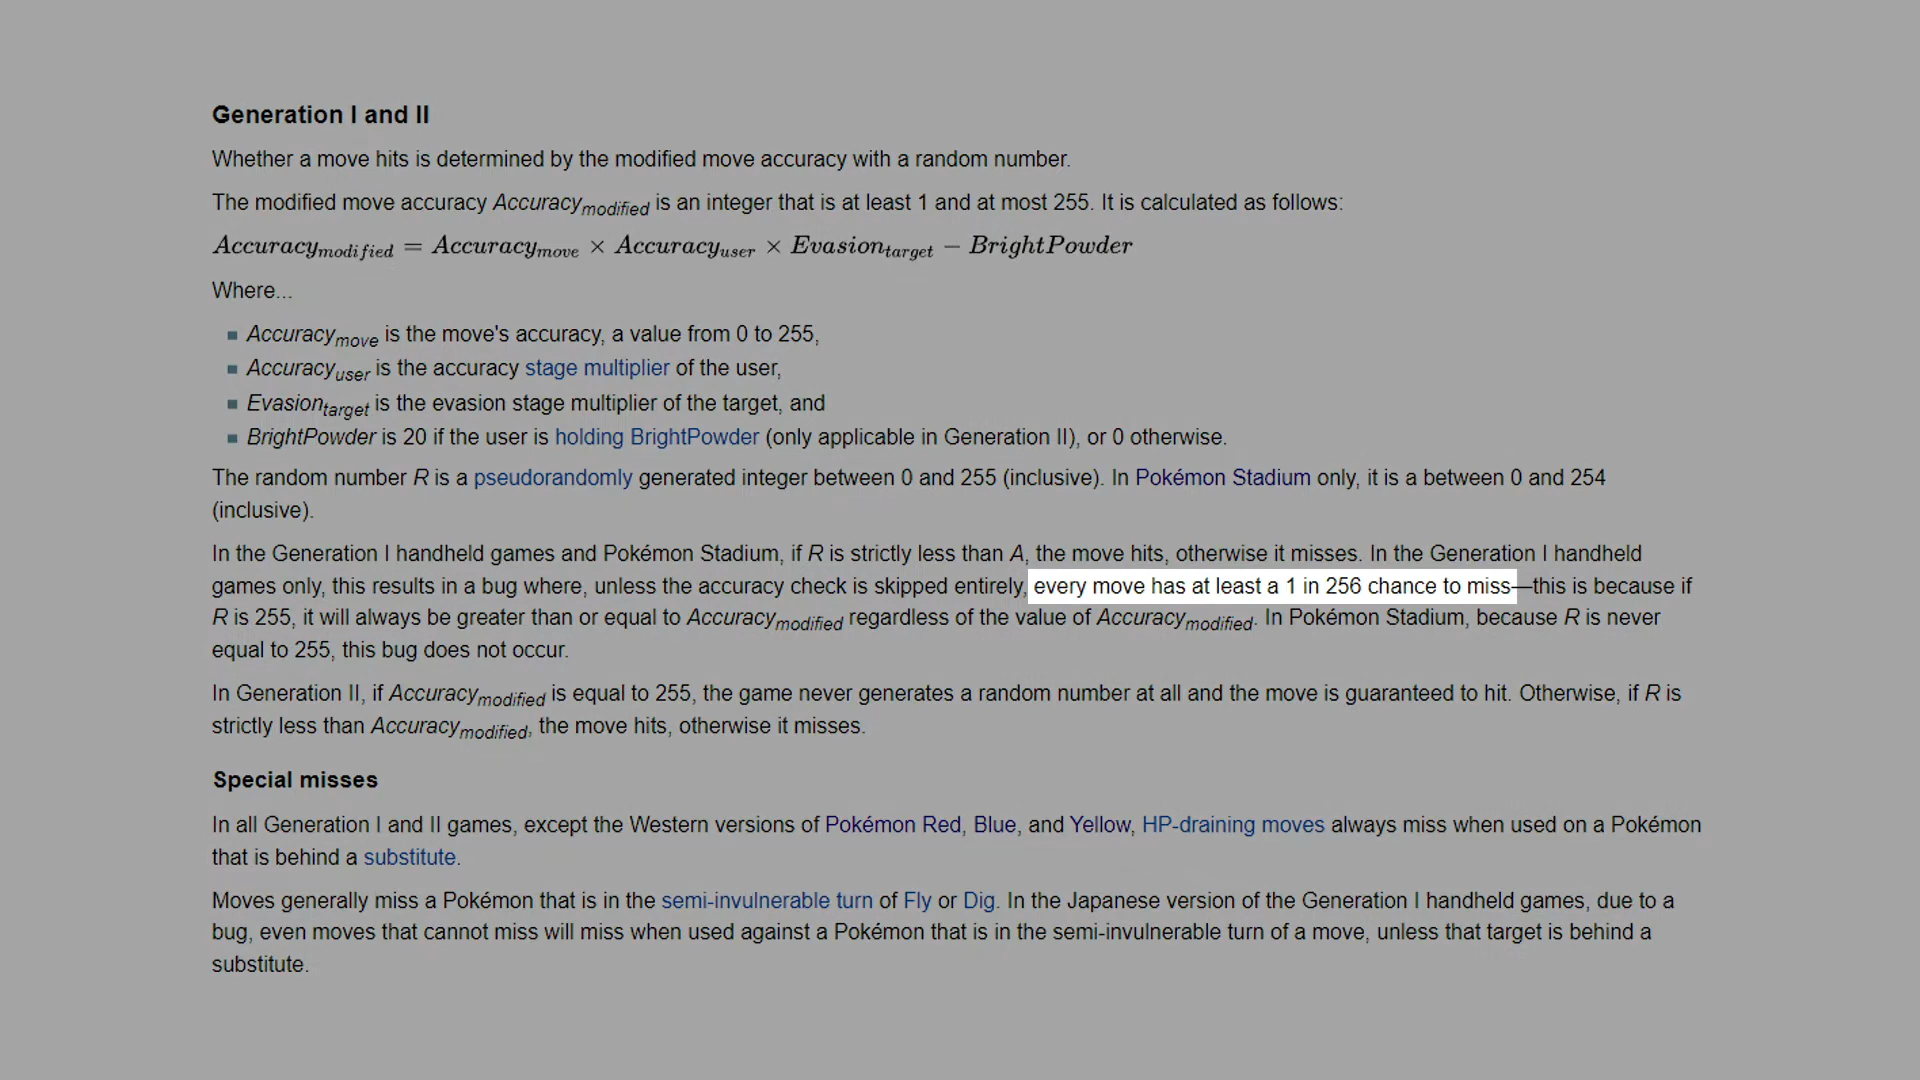 Generation I and II
Whether a move hits is determined by the modified move accuracy with a random number.
The modified move accuracy Accuracymodified is an integer that is at least 1 and at most 255. It is calculated as follows:
Accuracymodified = Accuracymove × Accuracyuser × Evasiontarget − BrightPowder
Where...
Accuracymove is the move's accuracy, a value from 0 to 255,
Accuracyuser is the accuracy stage multiplier of the user,
Evasiontarget is the evasion stage multiplier of the target, and
BrightPowder is 20 if the user is holding BrightPowder (only applicable in Generation II), or 0 otherwise.
The random number R is a pseudorandomly generated integer between 0 and 255 (inclusive). In Pokémon Stadium only, it is a between 0 and 254
(inclusive).
In the Generation I handheld games and Pokémon Stadium, if R is strictly less than A, the move hits, otherwise it misses. In the Generation I handheld
games only, this results in a bug where, unless the accuracy check is skipped entirely, every move has at least a 1 in 256 chance to miss—this is because if
R is 255, it will always be greater than or equal to Accuracymodified regardless of the value of Accuracymodified. In Pokémon Stadium, because R is never
equal to 255, this bug does not occur.
In Generation II, if Accuracymodified is equal to 255, the game never generates a random number at all and the move is guaranteed to hit. Otherwise, if R is
strictly less than Accuracymodified, the move hits, otherwise it misses.
Special misses
In all Generation I and II games, except the Western versions of Pokémon Red, Blue, and Yellow, HP-draining moves always miss when used on a Pokémon
that is behind a substitute.
Moves generally miss a Pokémon that is in the semi-invulnerable turn of Fly or Dig. In the Japanese version of the Generation I handheld games, due to a
bug, even moves that cannot miss will miss when used against a Pokémon that is in the semi-invulnerable turn of a move, unless that target is behind a
substitute.